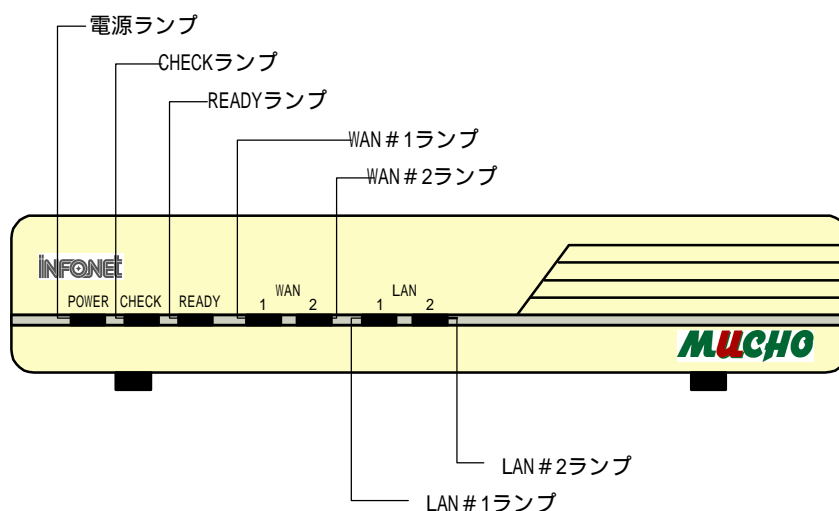 電源ランプ
CHECKランプ
READYランプ
WAN#1ランプ
WAN#2ランプ
INFONET
POWER CHECK READY WAN 1 2 LAN 1 2
MUCHO
LAN#2ランプ
LAN#1ランプ